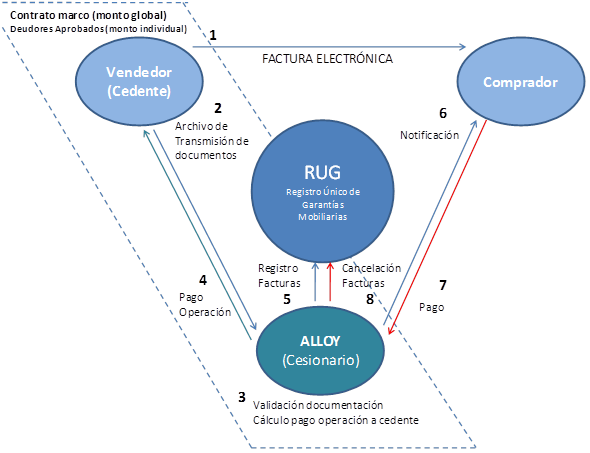 Contrato marco (monto global)
Deudores Aprobados (monto individual)
1
FACTURA ELECTRÓNICA
Vendedor
(Cedente)
Comprador
2
Archivo de
Transmisión de
documentos
6
Notificación
RUG
Registro Único de
Garantías
Mobiliarias
4
Pago
Operación
Registro
Facturas
5
Cancelación
Facturas
8
7
Pago
ALLOY
(Cesionario)
3
Validación documentación
Cálculo pago operación a cedente